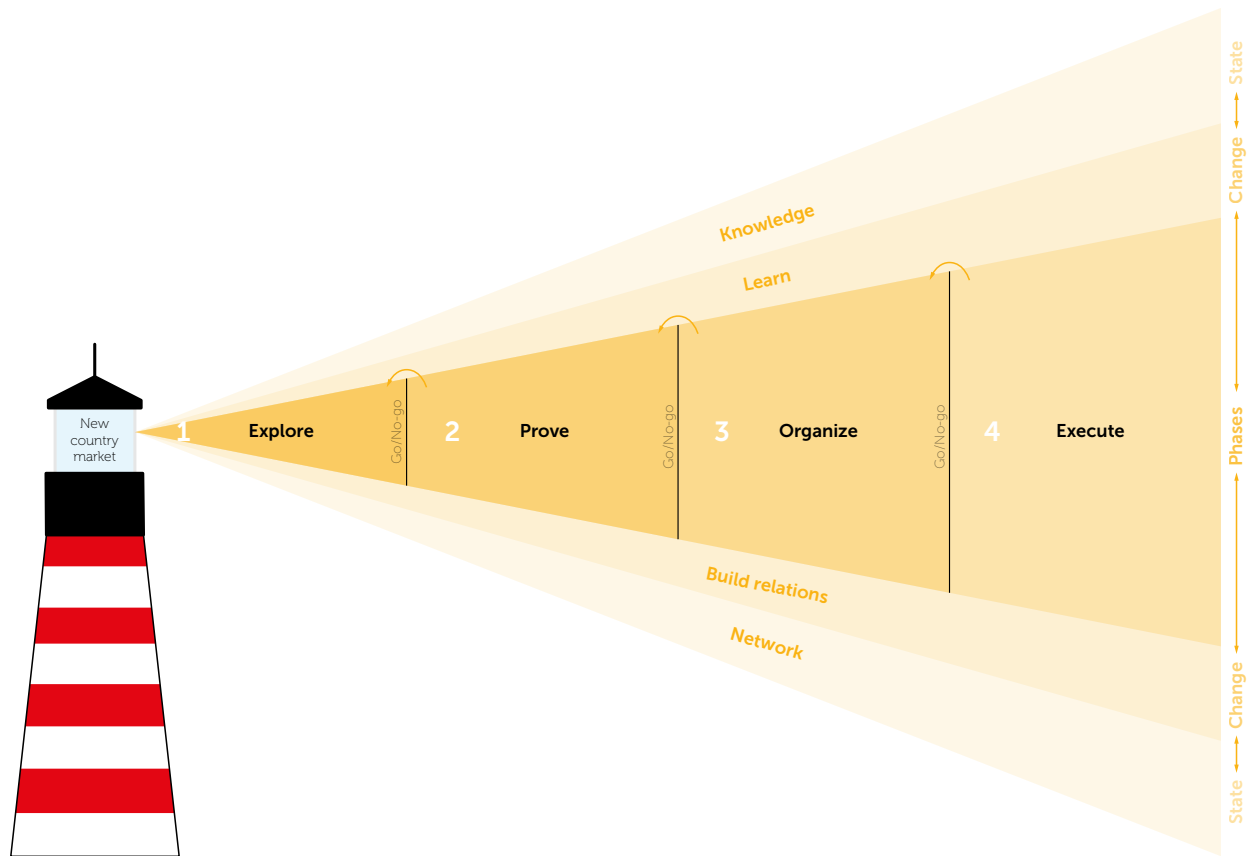 New
country
market
1
Explore
Go/No-go
2
Prove
Go/No-go
3
Organize
Go/No-go
4
Execute
Knowledge
Learn
Build relations
Network
State
Change
Phases
Change
State